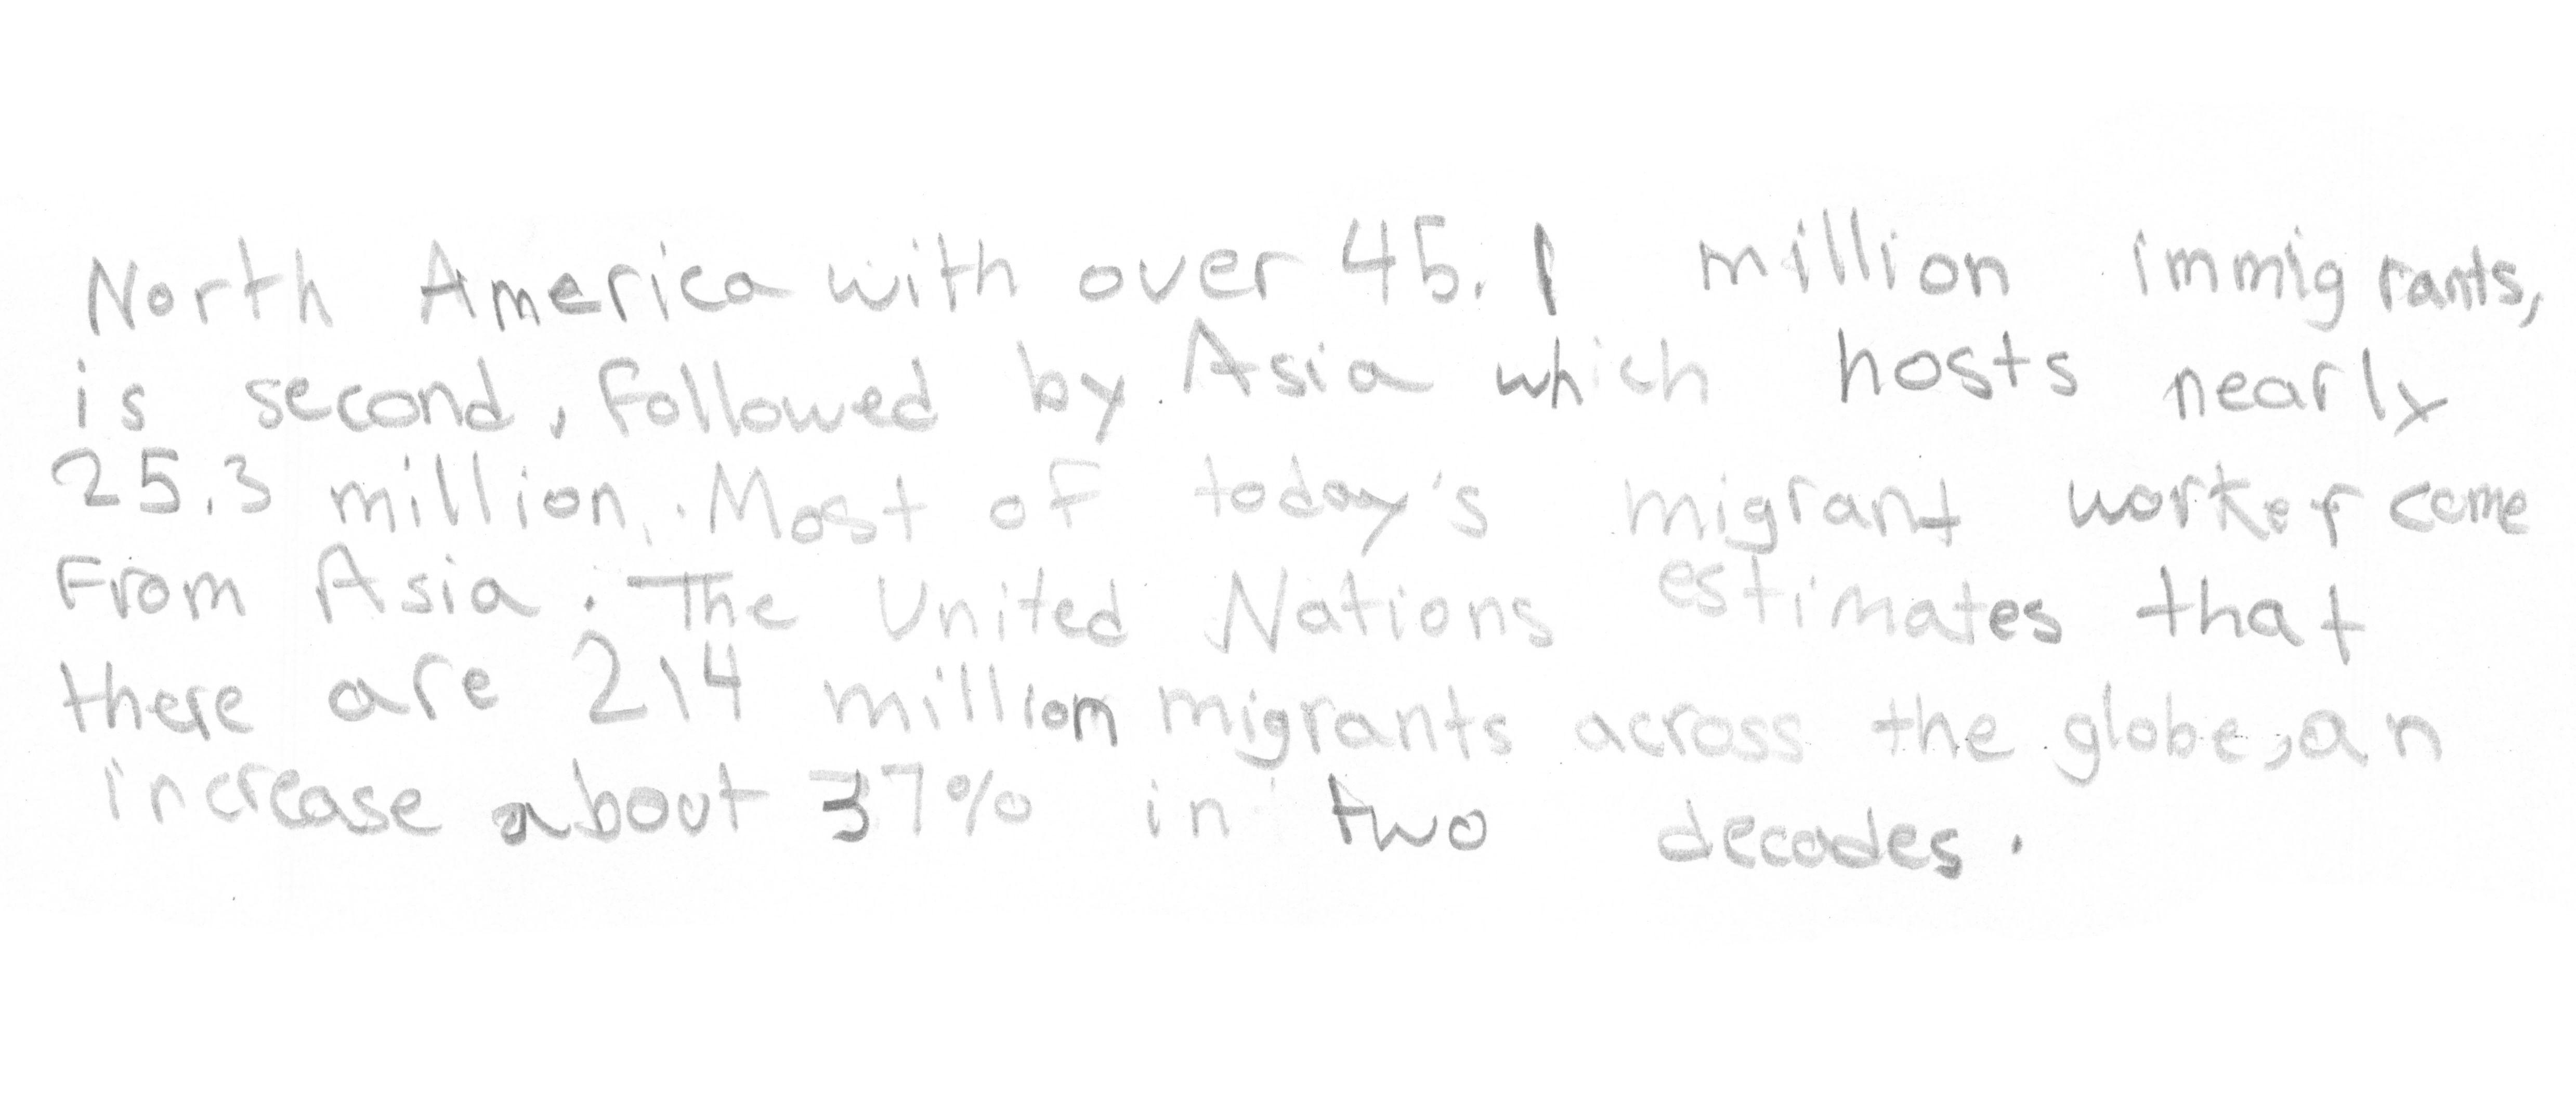 North America with over 45.1 million immigrants,
is second, followed by Asia which hosts nearly
25.3 million. Most of today's migrant worker come
From Asia. The United Nations estimates that
there are 214 million migrants across the globe, an
increase about 37% in two decades.